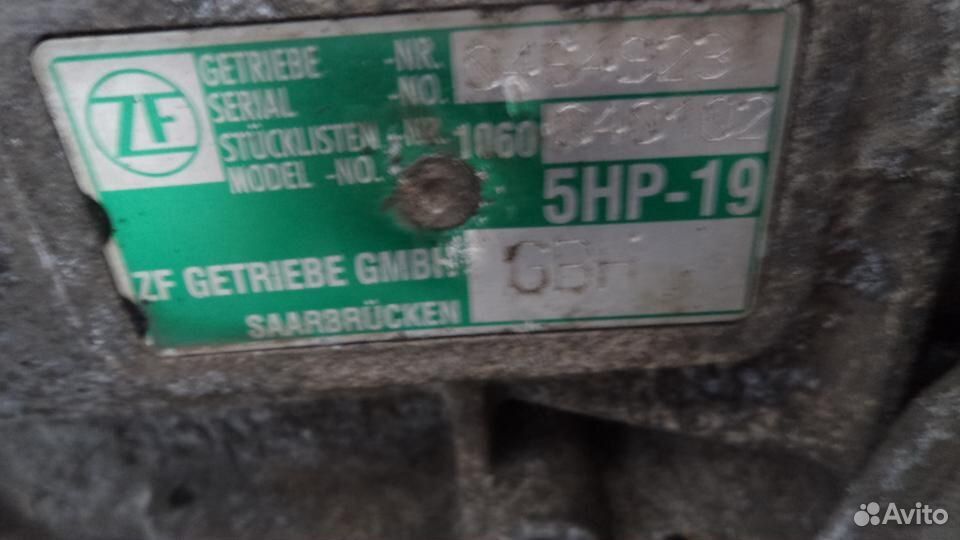 ZF
GETRIEBE -NR.
SERIAL -NO.
STÜCKLISTEN -NR. 1060
MODEL -NO.
5HP-19
ZF GETRIEBE GMBH
SAARBRÜCKEN
Avito